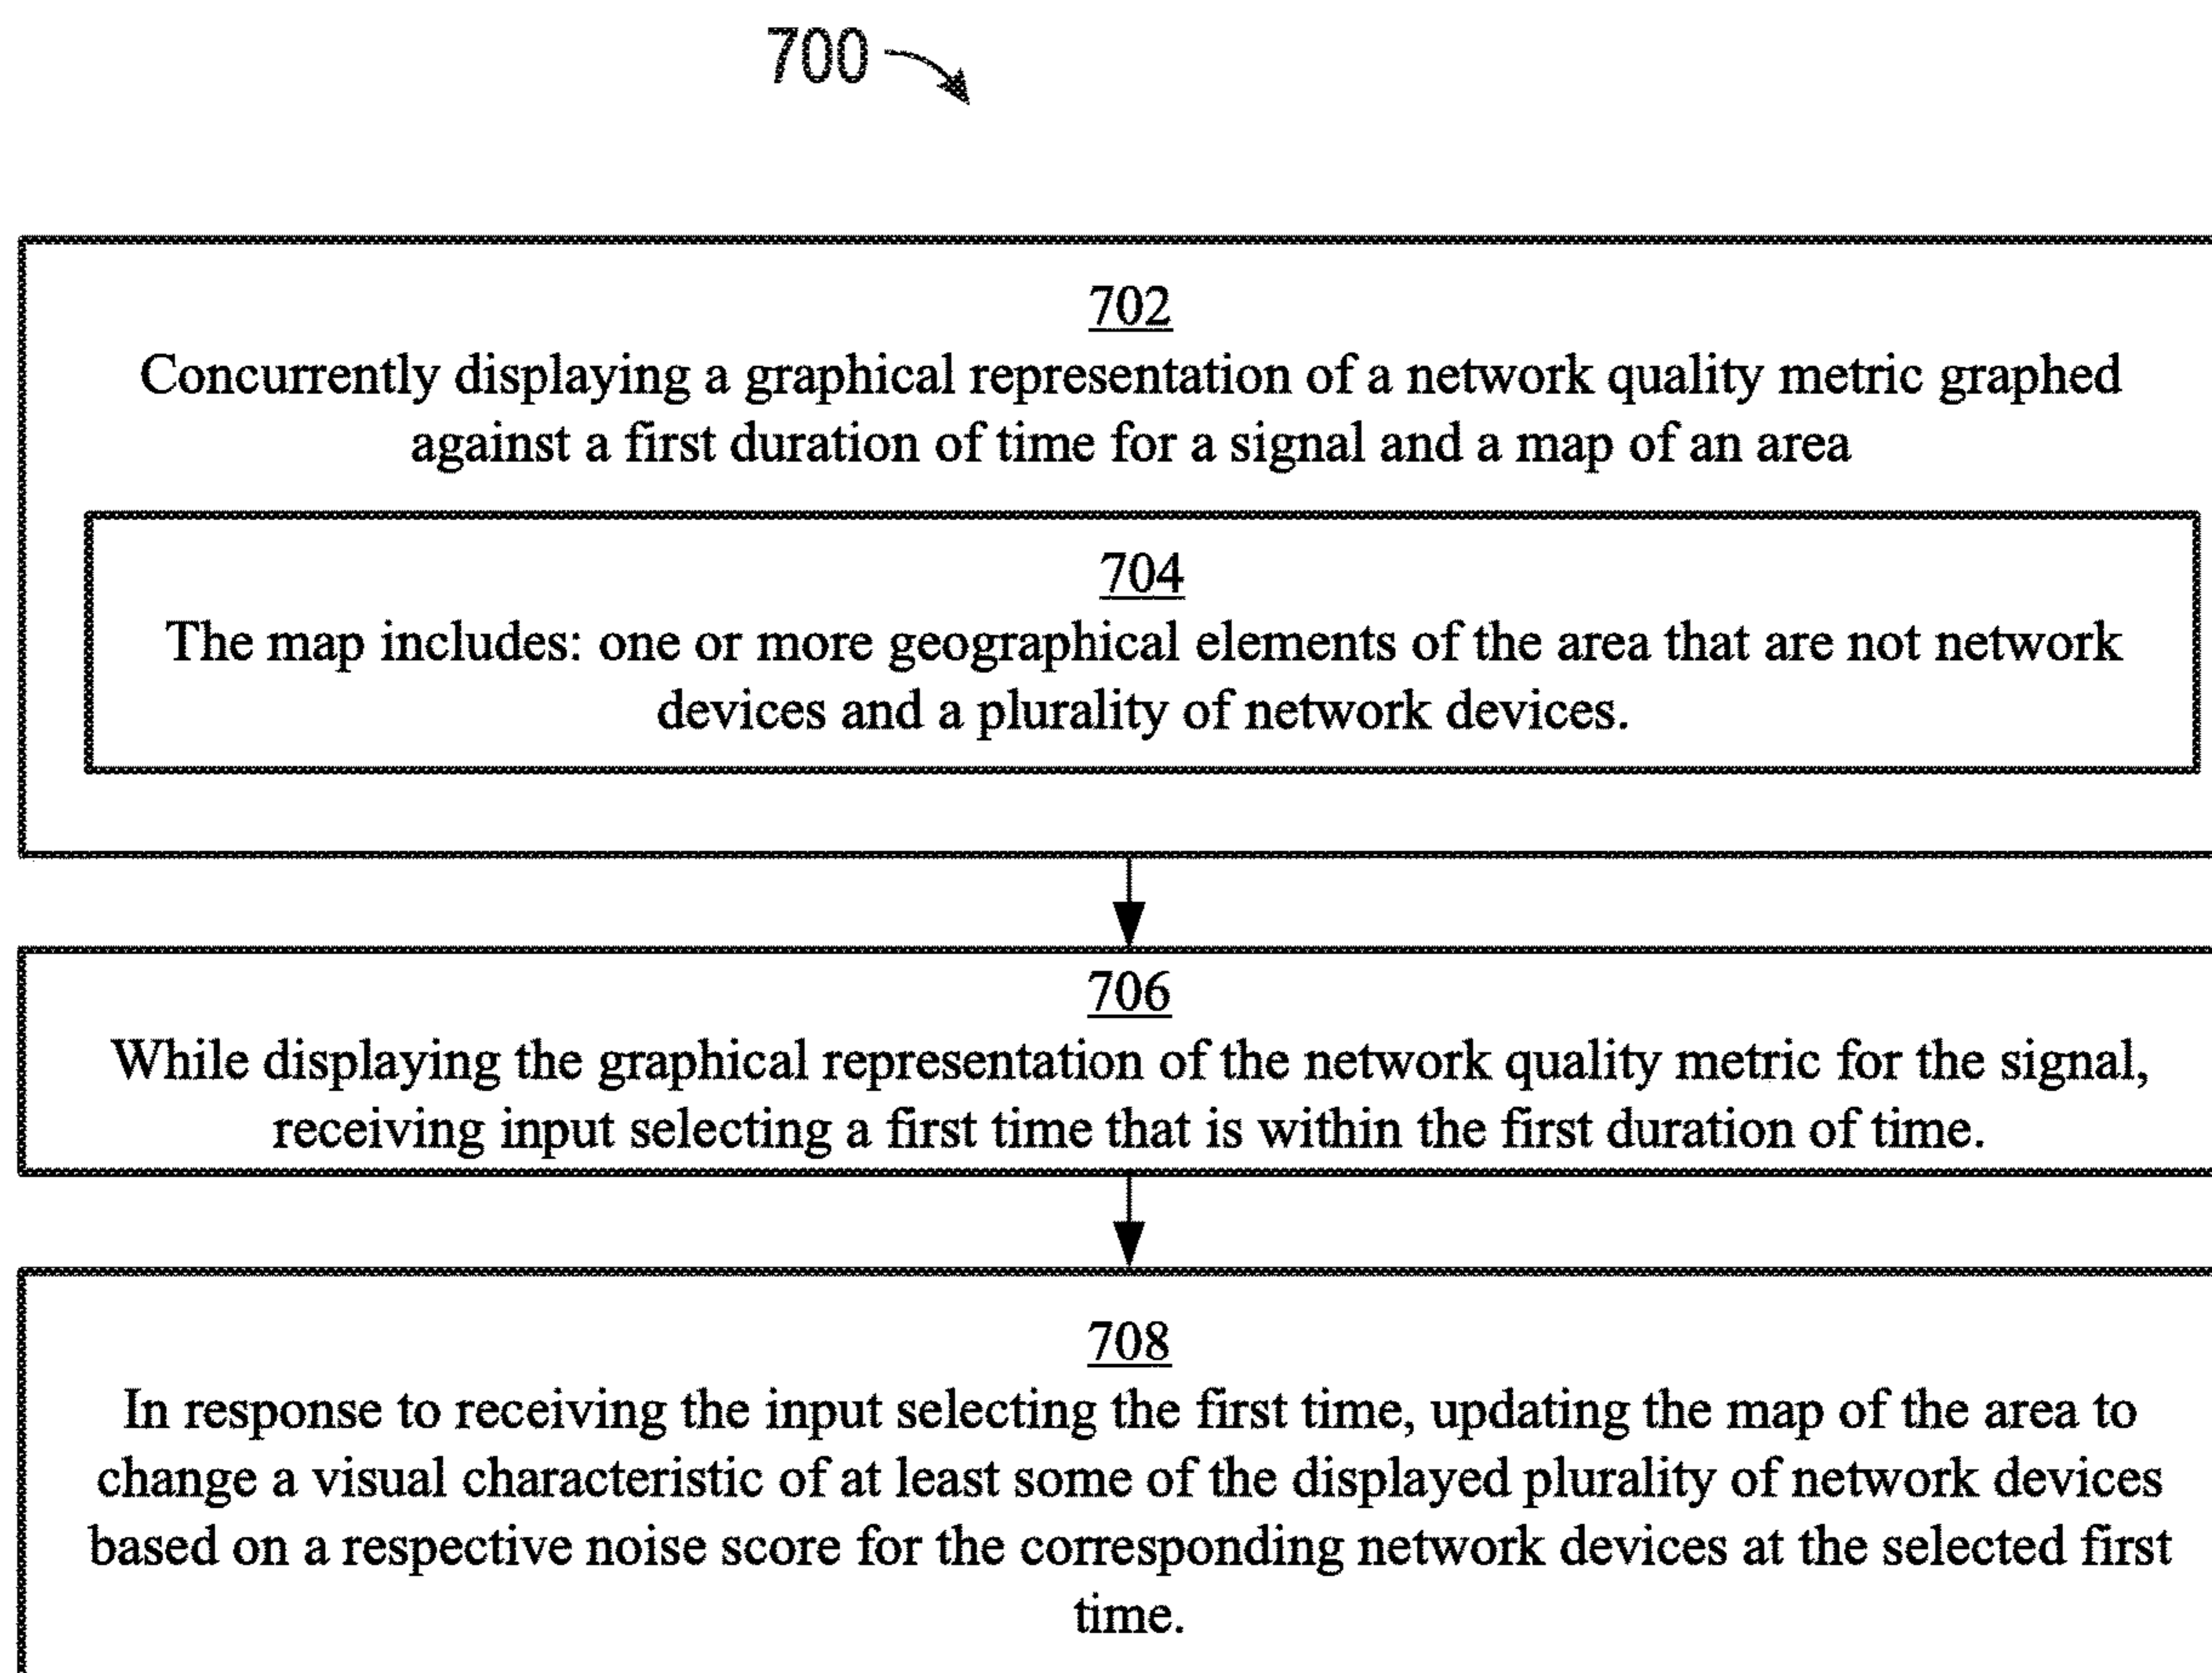 700
702
Concurrently displaying a graphical representation of a network quality metric graphed
against a first duration of time for a signal and a map of an area
704
The map includes: one or more geographical elements of the area that are not network
devices and a plurality of network devices.
706
While displaying the graphical representation of the network quality metric for the signal,
receiving input selecting a first time that is within the first duration of time.
708
In response to receiving the input selecting the first time, updating the map of the area to
change a visual characteristic of at least some of the displayed plurality of network devices
based on a respective noise score for the corresponding network devices at the selected first
time.